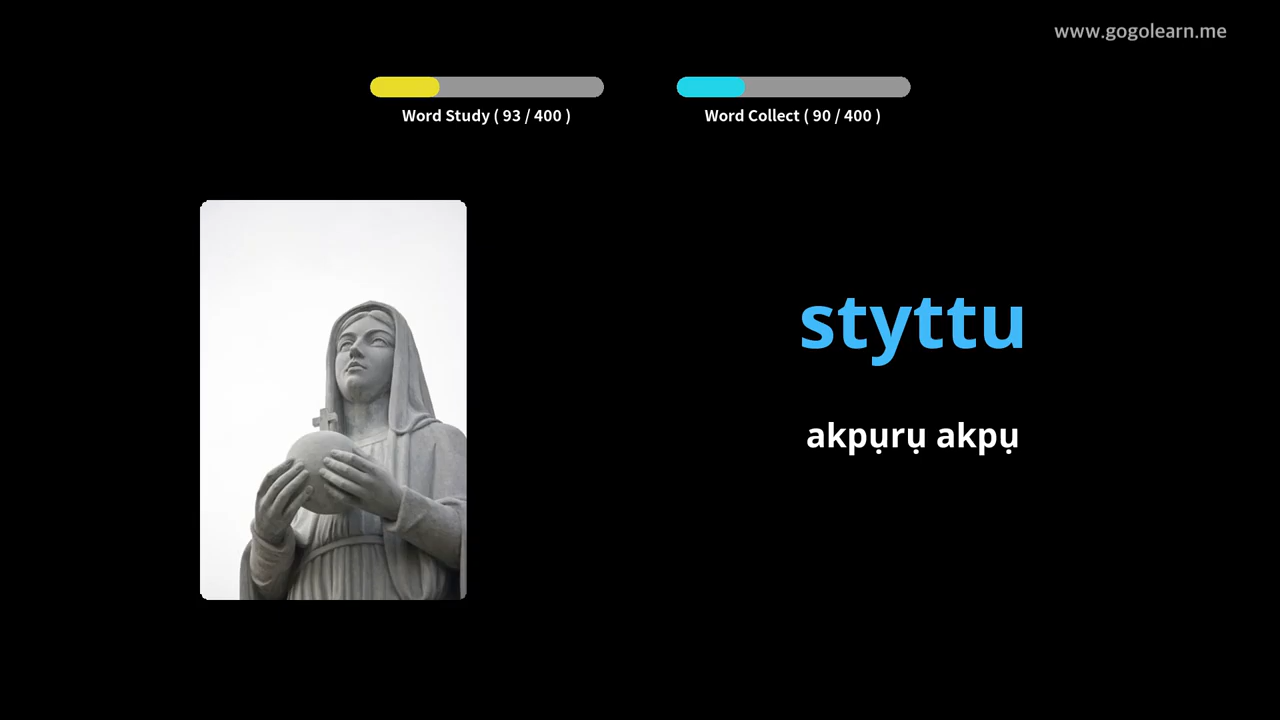 www.gogolearn.me
Word Study ( 93 / 400 )
Word Collect ( 90 / 400 )
styttu
akpụrụ akpụ